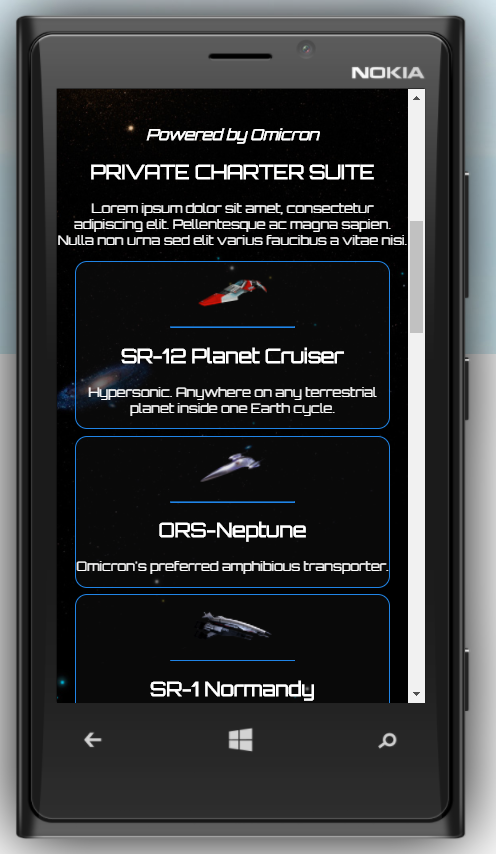 NOKIA
Powered by Omicron
PRIVATE CHARTER SUITE
Lorem ipsum dolor sit amet, consectetur
adipiscing elit. Pellentesque ac magna sapien.
Nulla non urna sed elit varius faucibus a vitae nisi.
SR-12 Planet Cruiser
Hypersonic. Anywhere on any terrestrial
planet inside one Earth cycle.
ORS-Neptune
Omicron's preferred amphibious transporter.
SR-1 Normandy